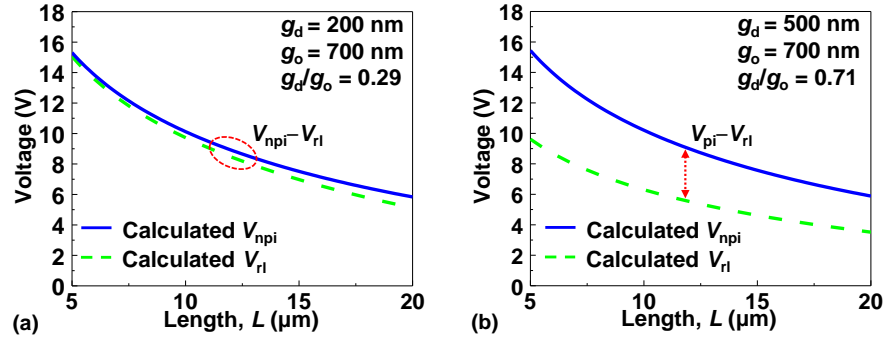 18
16
14
12
10
8
6
4
2
0
Voltage (V)
g_d = 200 nm
g_o = 700 nm
g_d/g_o = 0.29
V_npi–V_rl
Calculated V_npi
Calculated V_rl
5 10 15 20
(a) Length, L (µm)
18
16
14
12
10
8
6
4
2
0
Voltage (V)
g_d = 500 nm
g_o = 700 nm
g_d/g_o = 0.71
V_pi–V_rl
Calculated V_npi
Calculated V_rl
5 10 15 20
(b) Length, L (µm)